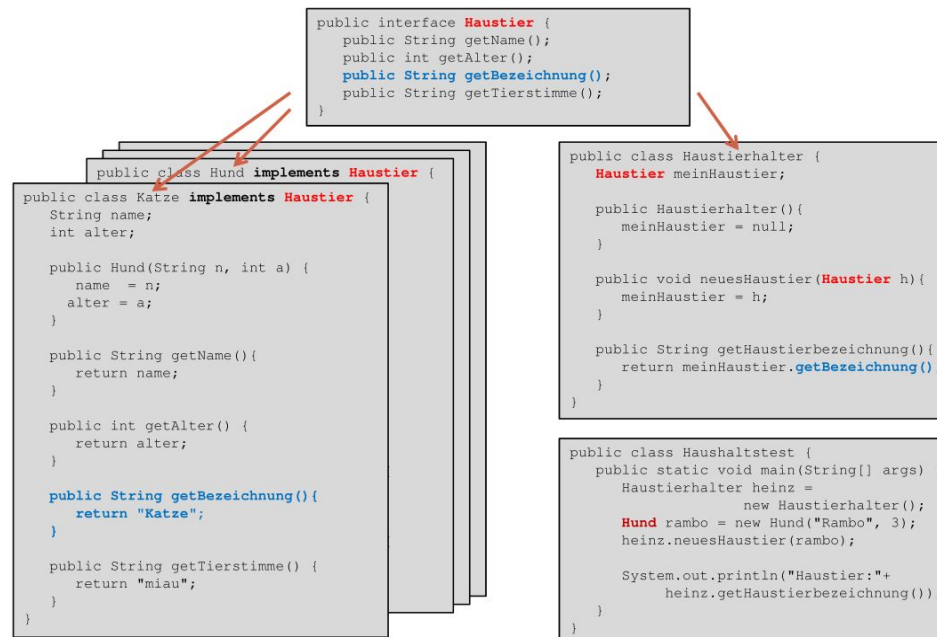 public interface Haustier {
public String getName();
public int getAlter();
public String getBezeichnung();
public String getTierstimme();
}
public class Hund implements Haustier {
public class Katze implements Haustier {
String name;
int alter;
public Hund(String n, int a) {
name  = n;
alter = a;
}
public String getName(){
return name;
}
public int getAlter() {
return alter;
}
public String getBezeichnung(){
return "Katze";
}
public String getTierstimme() {
return "miau";
}
}
public class Haustierhalter {
Haustier meinHaustier;
public Haustierhalter(){
meinHaustier = null;
}
public void neuesHaustier(Haustier h){
meinHaustier = h;
}
public String getHaustierbezeichnung(){
return meinHaustier.getBezeichnung()
}
}
public class Haushaltstest {
public static void main(String[] args)
Haustierhalter heinz =
new Haustierhalter();
Hund rambo = new Hund("Rambo", 3);
heinz.neuesHaustier(rambo);
System.out.println("Haustier:"+
heinz.getHaustierbezeichnung())
}
}